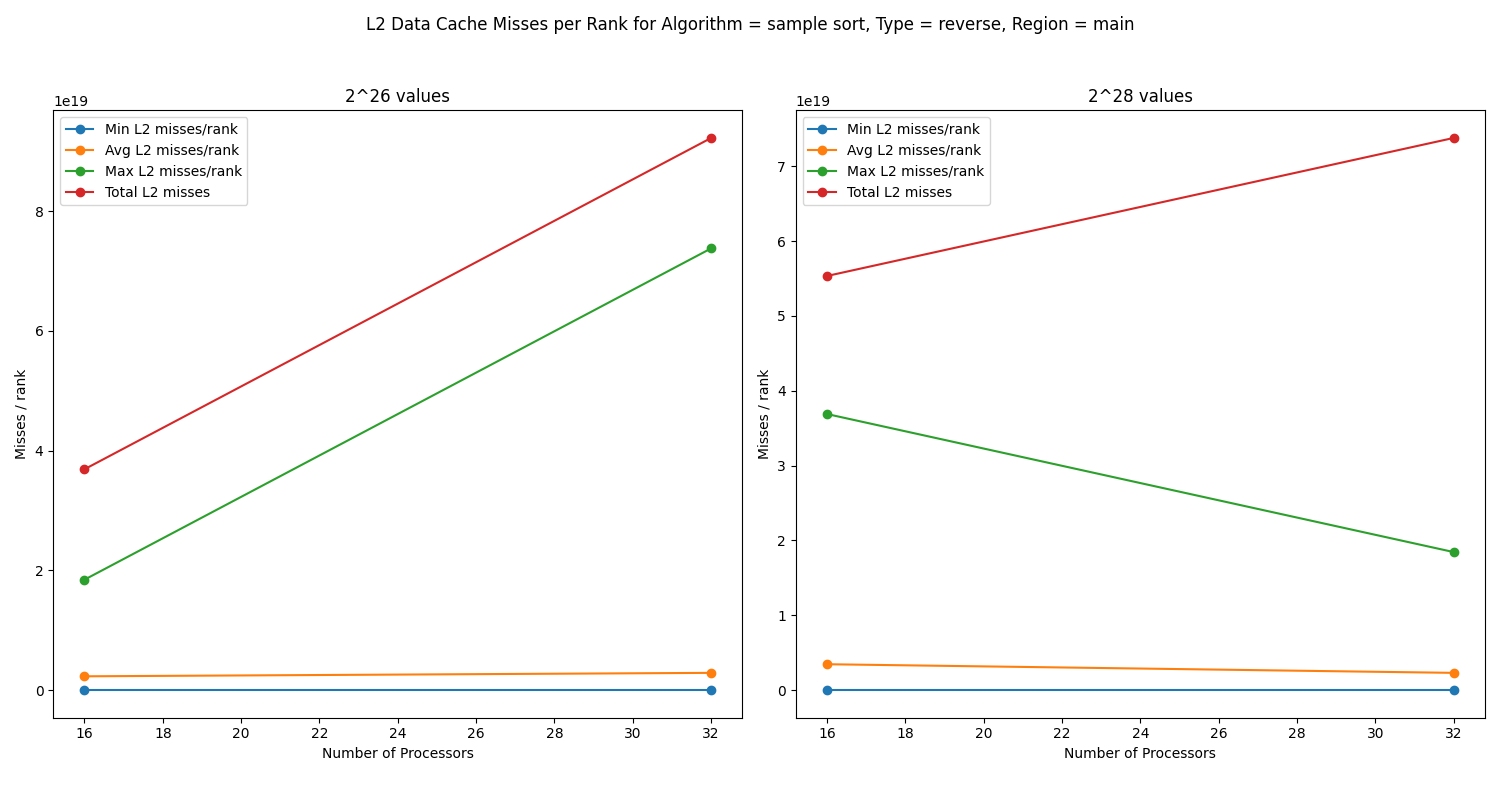 L2 Data Cache Misses per Rank for Algorithm = sample sort, Type = reverse, Region = main
2^26 values
1e19
Min L2 misses/rank
Avg L2 misses/rank
Max L2 misses/rank
Total L2 misses
8
6
4
2
0
Misses / rank
16 18 20 22 24 26 28 30 32
Number of Processors
2^28 values
1e19
Min L2 misses/rank
Avg L2 misses/rank
Max L2 misses/rank
Total L2 misses
7
6
5
4
3
2
1
0
Misses / rank
16 18 20 22 24 26 28 30 32
Number of Processors